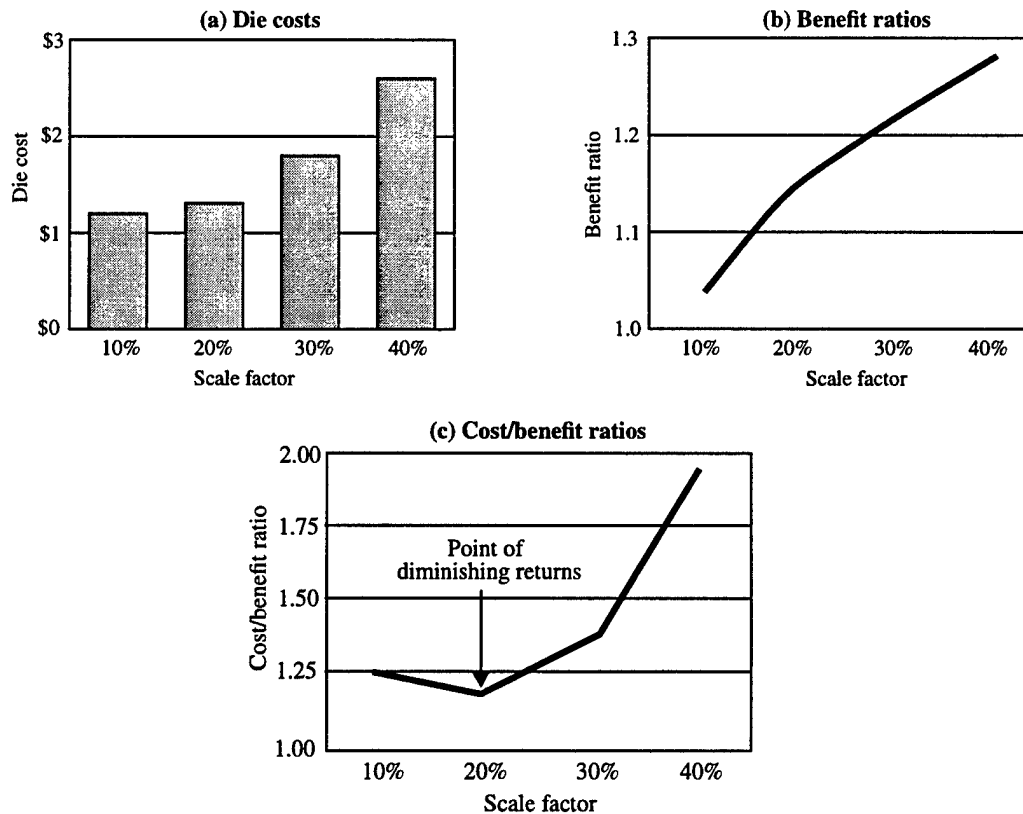 (a) Die costs
$3
$2
$1
$0
Die cost
10% 20% 30% 40%
Scale factor
(b) Benefit ratios
1.3
1.2
1.1
1.0
Benefit ratio
10% 20% 30% 40%
Scale factor
(c) Cost/benefit ratios
2.00
1.75
1.50
1.25
1.00
Cost/benefit ratio
Point of
diminishing returns
10% 20% 30% 40%
Scale factor